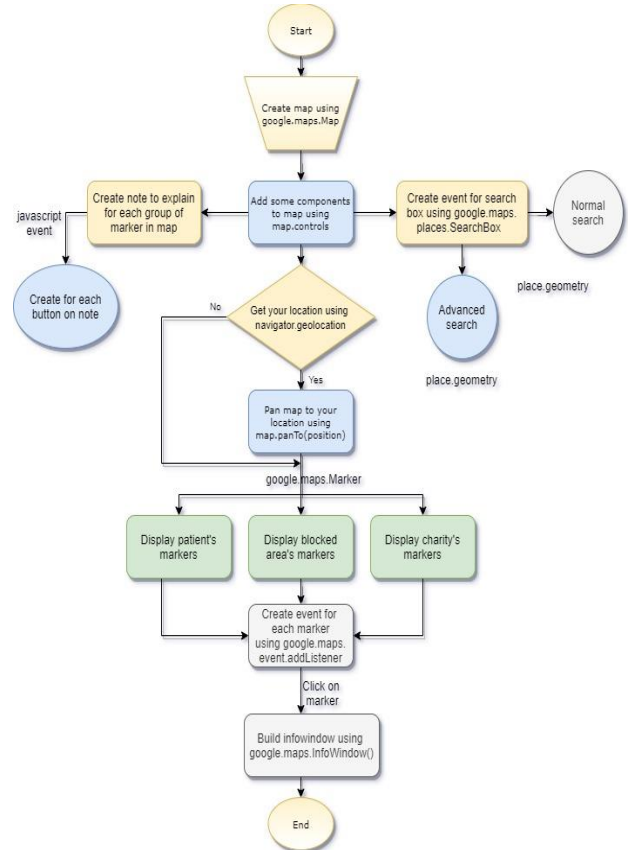 Start
Create map using
google.maps.Map
javascript
event
Create note to explain
for each group of
marker in map
Add some components
to map using
map.controls
Create event for search
box using google.maps.
places.SearchBox
Normal
search
Create for each
button on note
No
Get your location using
navigator.geolocation
Advanced
search
place.geometry
place.geometry
Yes
Pan map to your
location using
map.panTo(position)
google.maps.Marker
Display patient's
markers
Display blocked
area's markers
Display charity's
markers
Create event for
each marker
using google.maps.
event.addListener
Click on
marker
Build infowindow using
google.maps.InfoWindow()
End